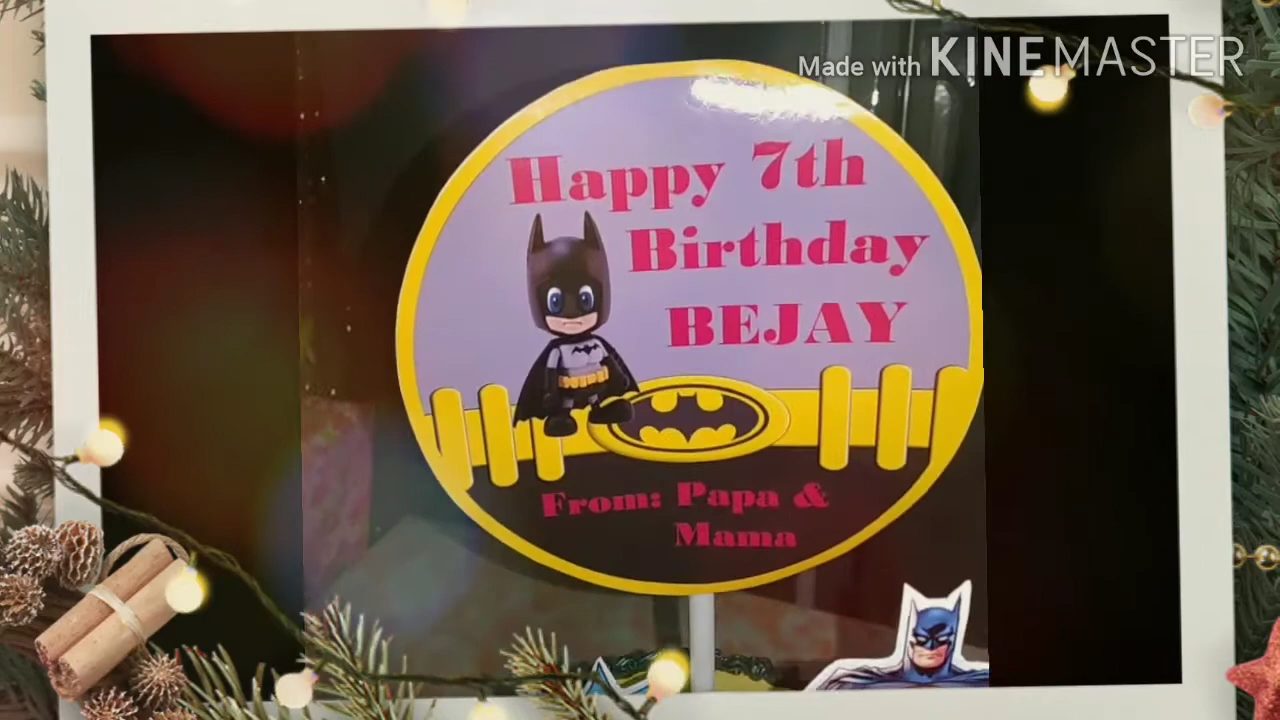 Made with KINEMASTER
Happy 7th
Birthday
BEJAY
From: Papa &
Mama